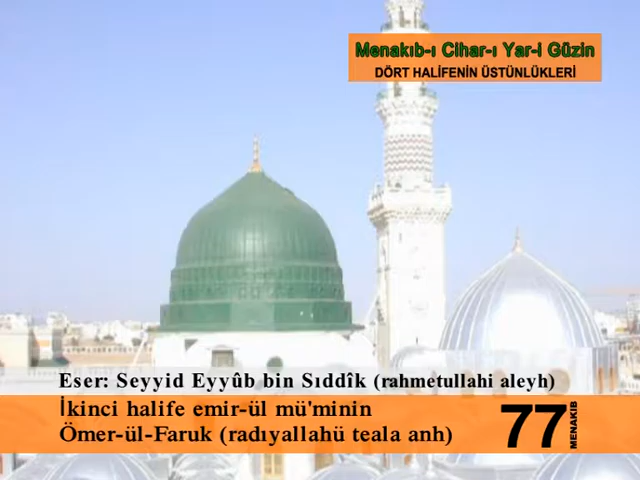 Menakıb-ı Cihar-ı Yar-i Güzin
DÖRT HALİFENİN ÜSTÜNLÜKLERİ
Eser: Seyyid Eyyûb bin Sıddîk (rahmetullahi aleyh)
İkinci halife emir-ül mü'minin
Ömer-ül-Faruk (radıyallahü teala anh)
77
MENAKIB